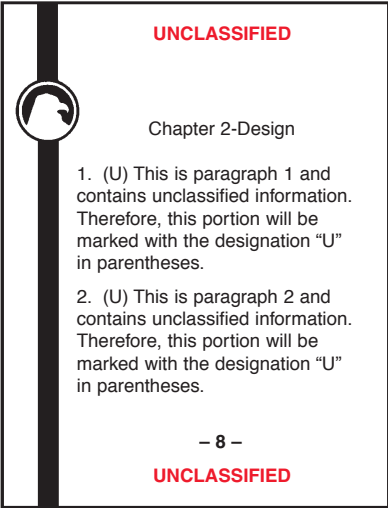 UNCLASSIFIED
Chapter 2-Design
1. (U) This is paragraph 1 and
contains unclassified information.
Therefore, this portion will be
marked with the designation “U”
in parentheses.
2. (U) This is paragraph 2 and
contains unclassified information.
Therefore, this portion will be
marked with the designation “U”
in parentheses.
– 8 –
UNCLASSIFIED